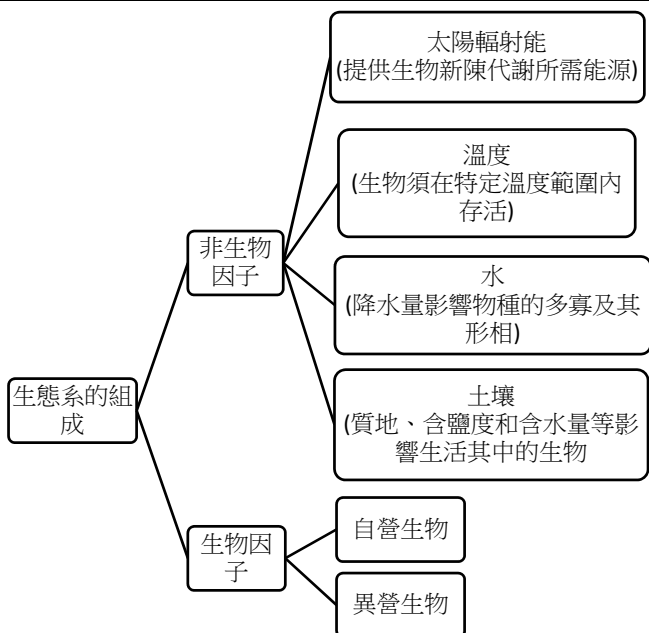 太陽輻射能
(提供生物新陳代謝所需能源)
溫度
(生物須在特定溫度範圍內
存活)
非生物
因子
水
(降水量影響物種的多寡及其
形相)
生態系的組
成
土壤
(質地、含鹽度和含水量等影
響生活其中的生物
生物因
子
自營生物
異營生物